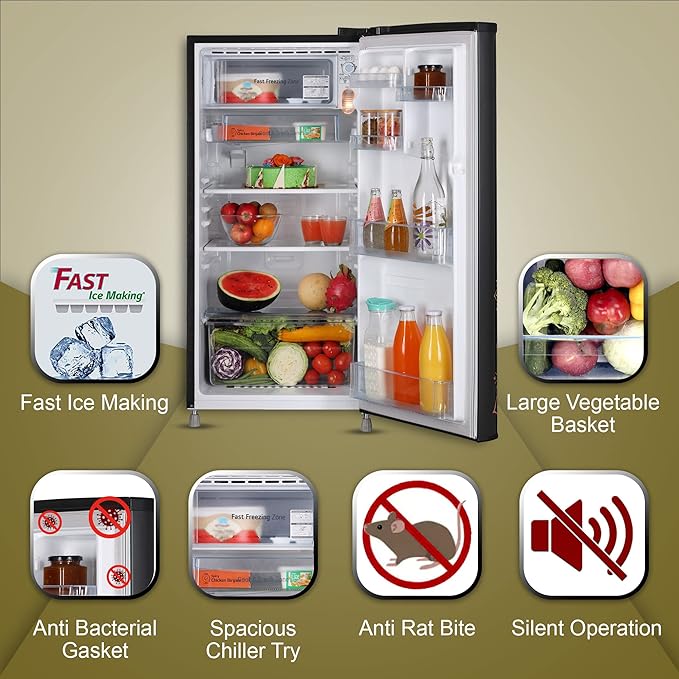 Fast Freezing Zone
FAST
Ice Making
Fast Ice Making
Large Vegetable
Basket
Fast Freezing Zone
Anti Bacterial
Gasket
Spacious
Chiller Try
Anti Rat Bite
Silent Operation